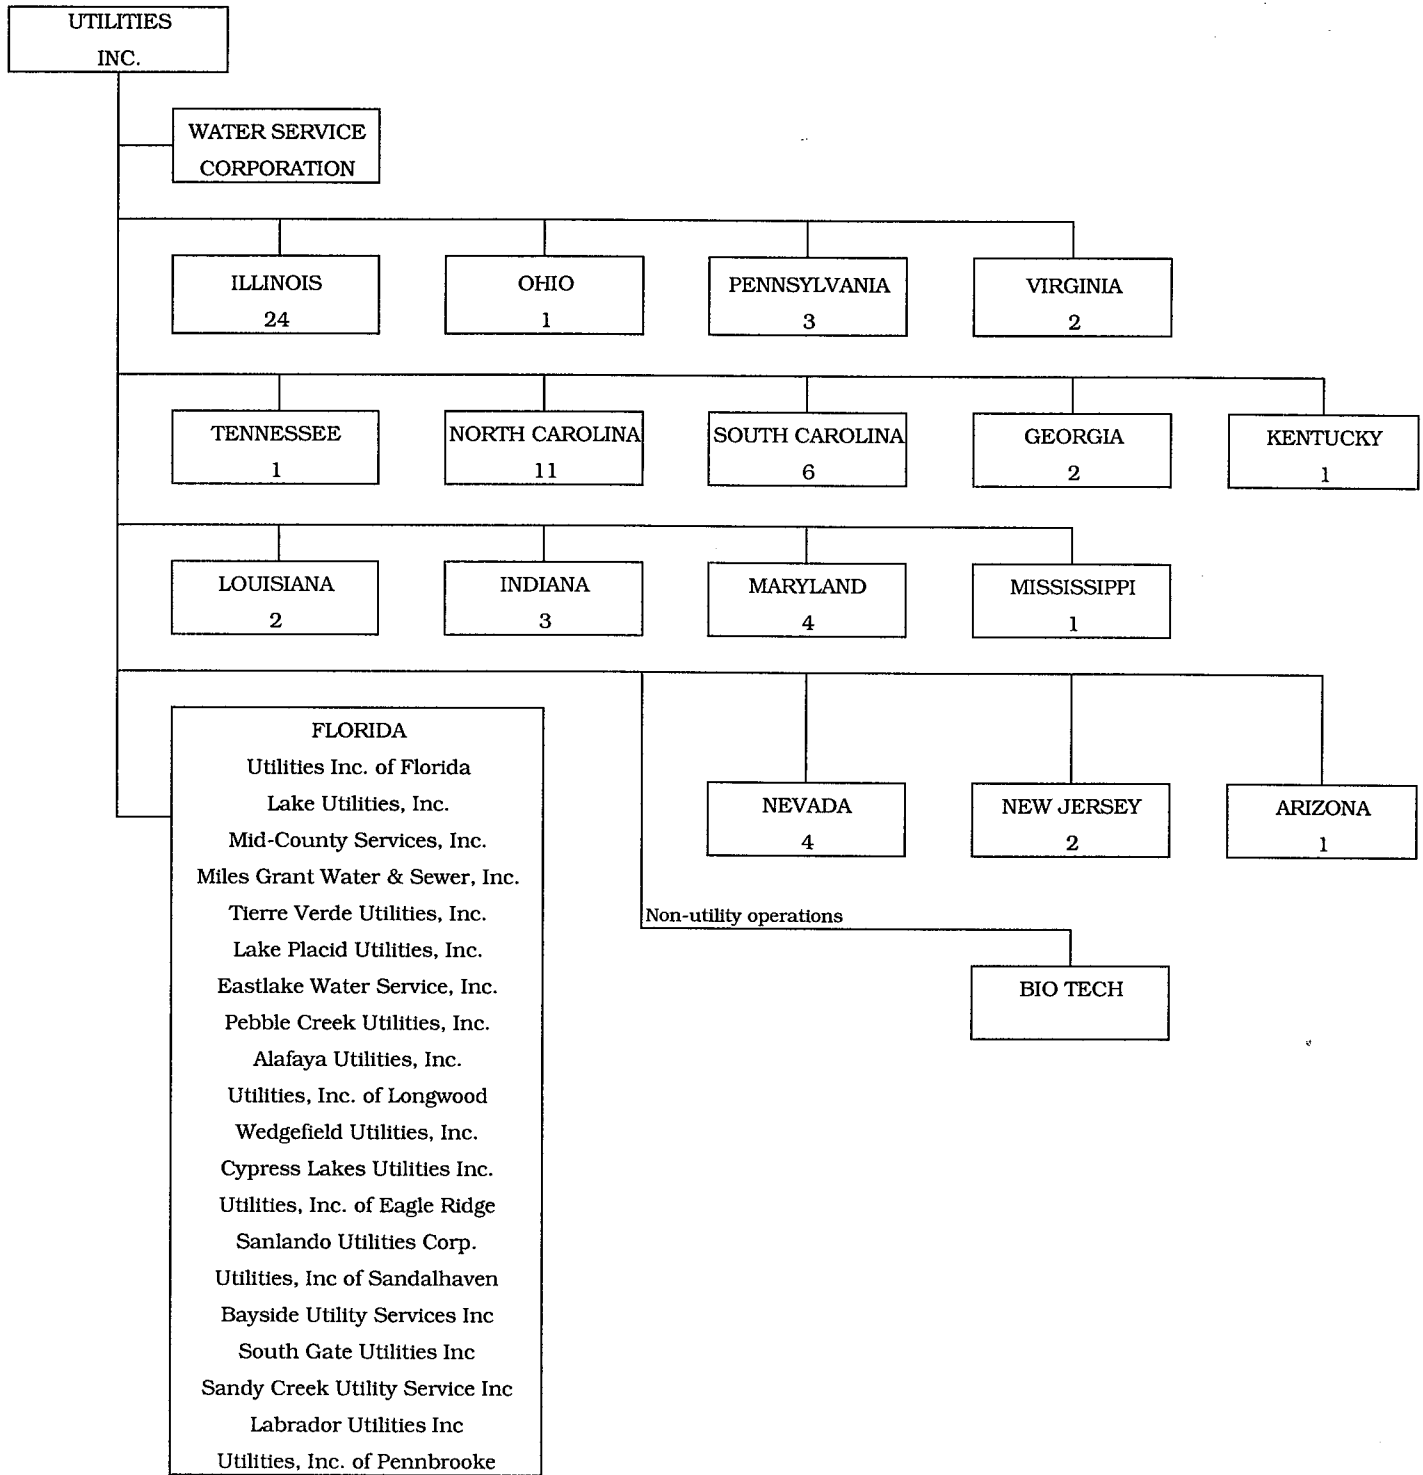 UTILITIES
INC.
WATER SERVICE
CORPORATION
ILLINOIS
24
OHIO
1
PENNSYLVANIA
3
VIRGINIA
2
TENNESSEE
1
NORTH CAROLINA
11
SOUTH CAROLINA
6
GEORGIA
2
KENTUCKY
1
LOUISIANA
2
INDIANA
3
MARYLAND
4
MISSISSIPPI
1
FLORIDA
Utilities Inc. of Florida
Lake Utilities, Inc.
Mid-County Services, Inc.
Miles Grant Water & Sewer, Inc.
Tierre Verde Utilities, Inc.
Lake Placid Utilities, Inc.
Eastlake Water Service, Inc.
Pebble Creek Utilities, Inc.
Alafaya Utilities, Inc.
Utilities, Inc. of Longwood
Wedgefield Utilities, Inc.
Cypress Lakes Utilities Inc.
Utilities, Inc. of Eagle Ridge
Sanlando Utilities Corp.
Utilities, Inc of Sandalhaven
Bayside Utility Services Inc
South Gate Utilities Inc
Sandy Creek Utility Service Inc
Labrador Utilities Inc
Utilities, Inc. of Pennbrooke
NEVADA
4
NEW JERSEY
2
ARIZONA
1
Non-utility operations
BIO TECH